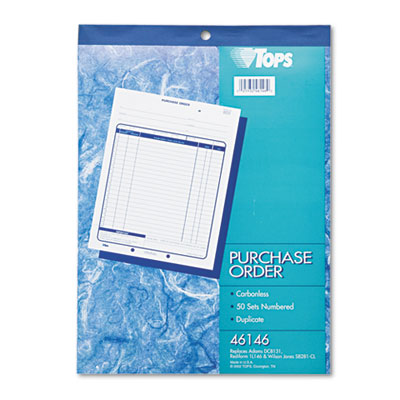 TOPS
PURCHASE ORDER
PURCHASE
ORDER
• Carbonless
• 50 Sets Numbered
• Duplicate
46146
Replaces Adams DC8131,
Rediform 1L146 & Wilson Jones S8281-CL
Made in U.S.A.